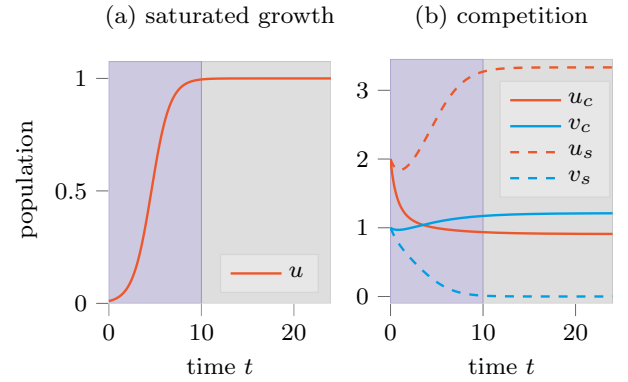 (a) saturated growth
(b) competition
population
1
0.5
0
0
10
20
time t
u
3
2
1
0
0
10
20
time t
u_c
v_c
u_s
v_s